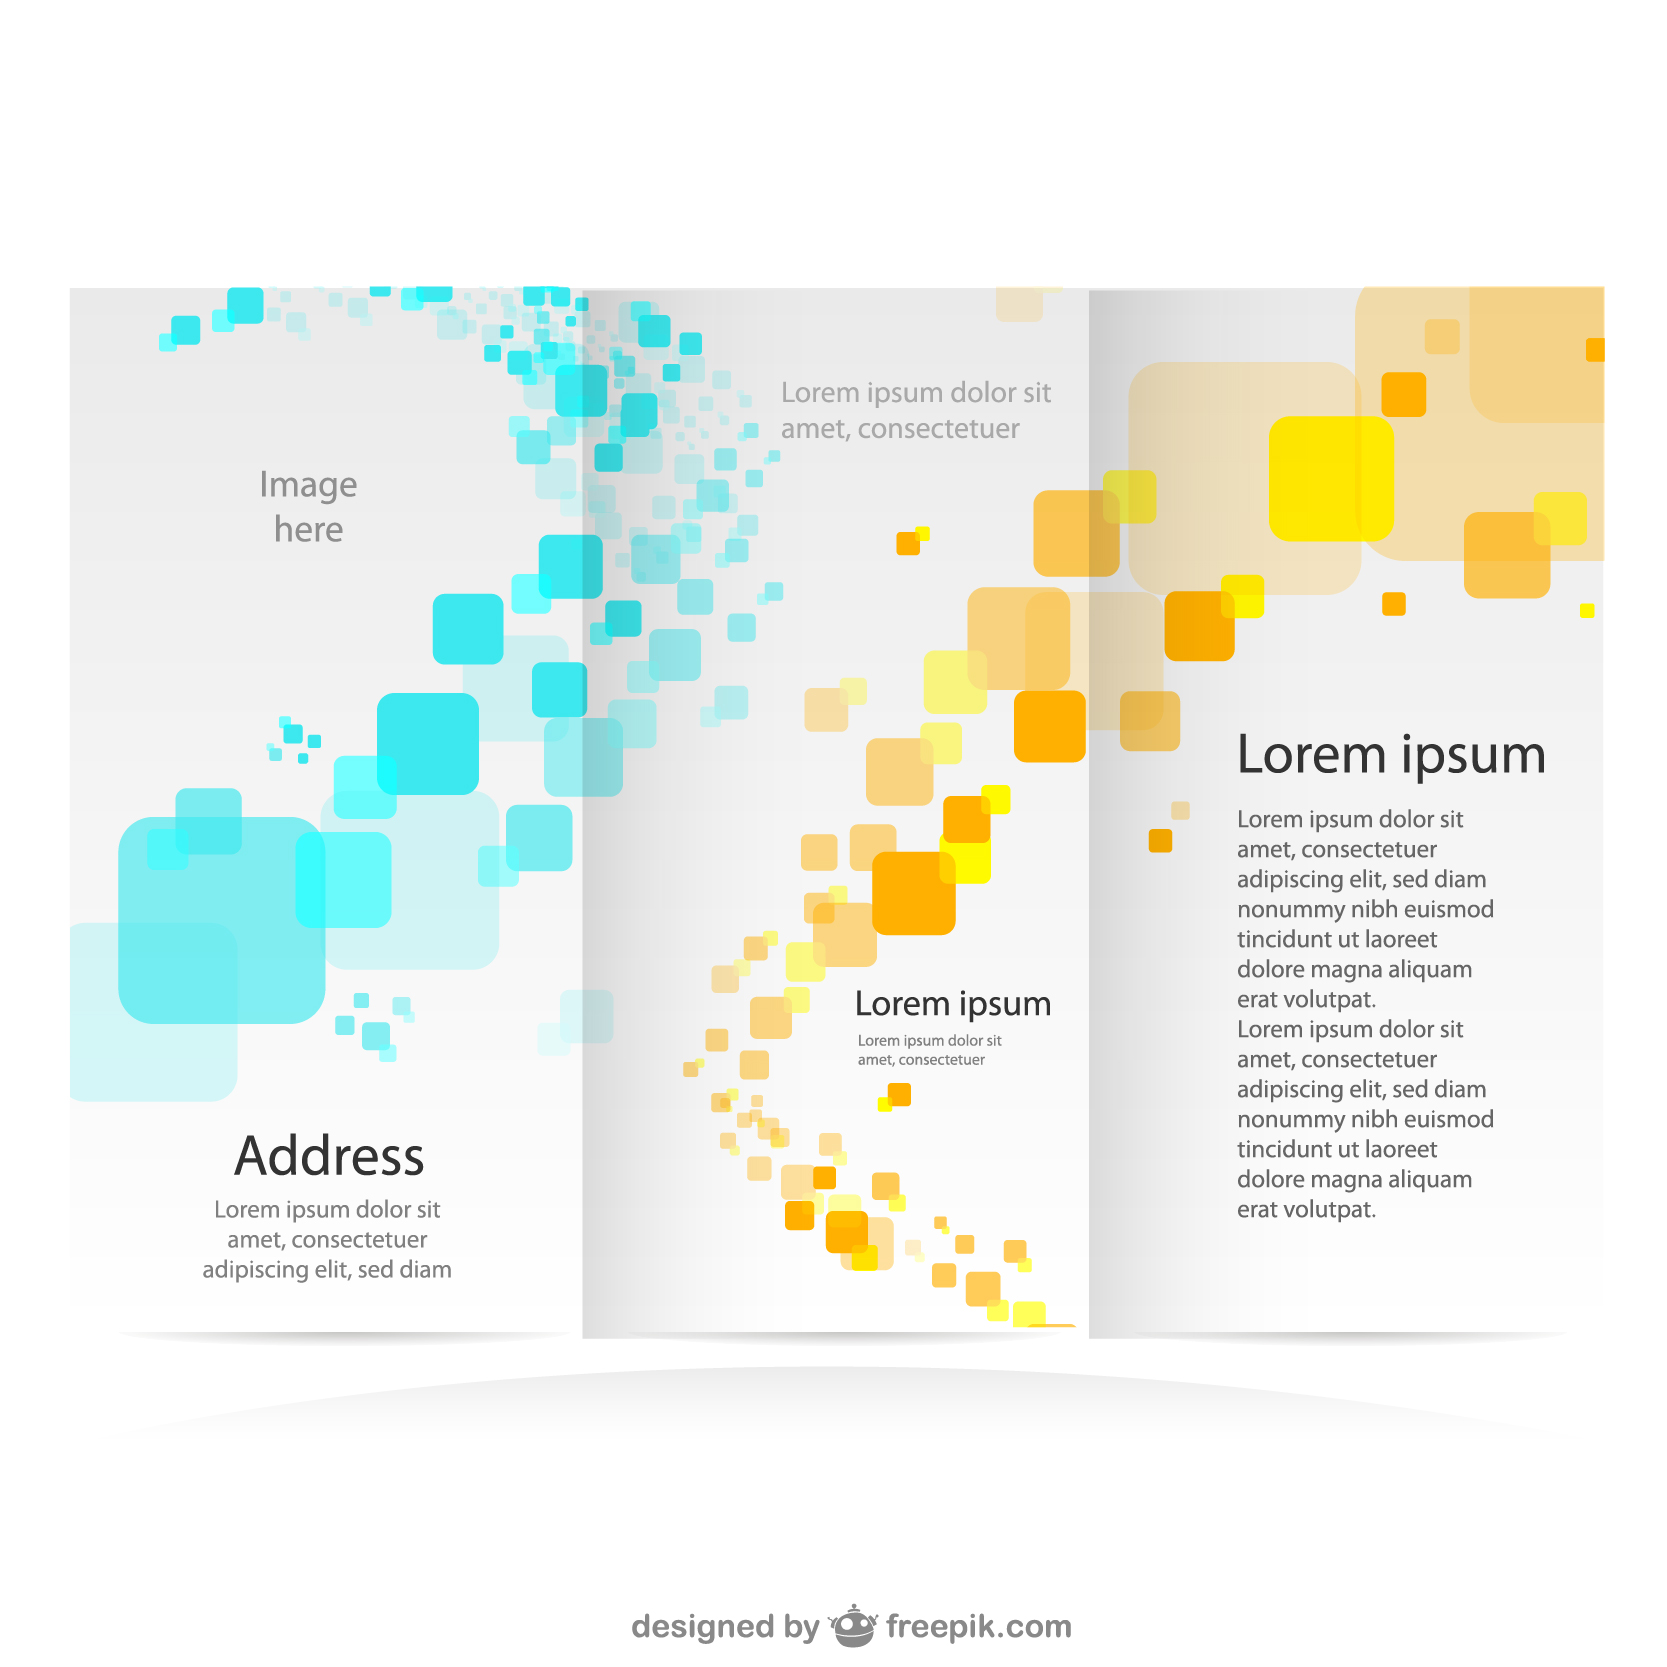 Image
here
Address
Lorem ipsum dolor sit
amet, consectetuer
adipiscing elit, sed diam
Lorem ipsum dolor sit
amet, consectetuer
Lorem ipsum
Lorem ipsum dolor sit
amet, consectetuer
Lorem ipsum
Lorem ipsum dolor sit
amet, consectetuer
adipiscing elit, sed diam
nonummy nibh euismod
tincidunt ut laoreet
dolore magna aliquam
erat volutpat.
Lorem ipsum dolor sit
amet, consectetuer
adipiscing elit, sed diam
nonummy nibh euismod
tincidunt ut laoreet
dolore magna aliquam
erat volutpat.
designed by freepik.com